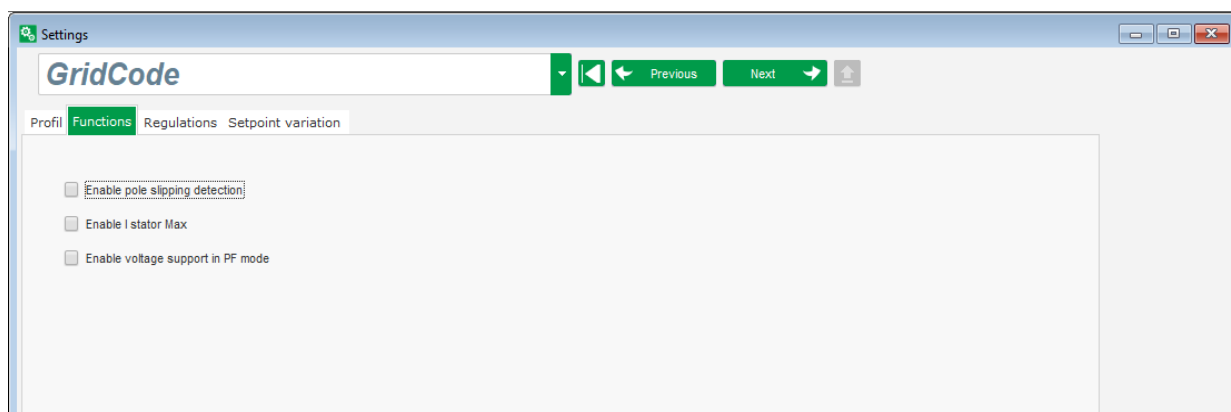 Settings
GridCode
Previous Next
Profil Functions Regulations Setpoint variation
Enable pole slipping detection
Enable I stator Max
Enable voltage support in PF mode